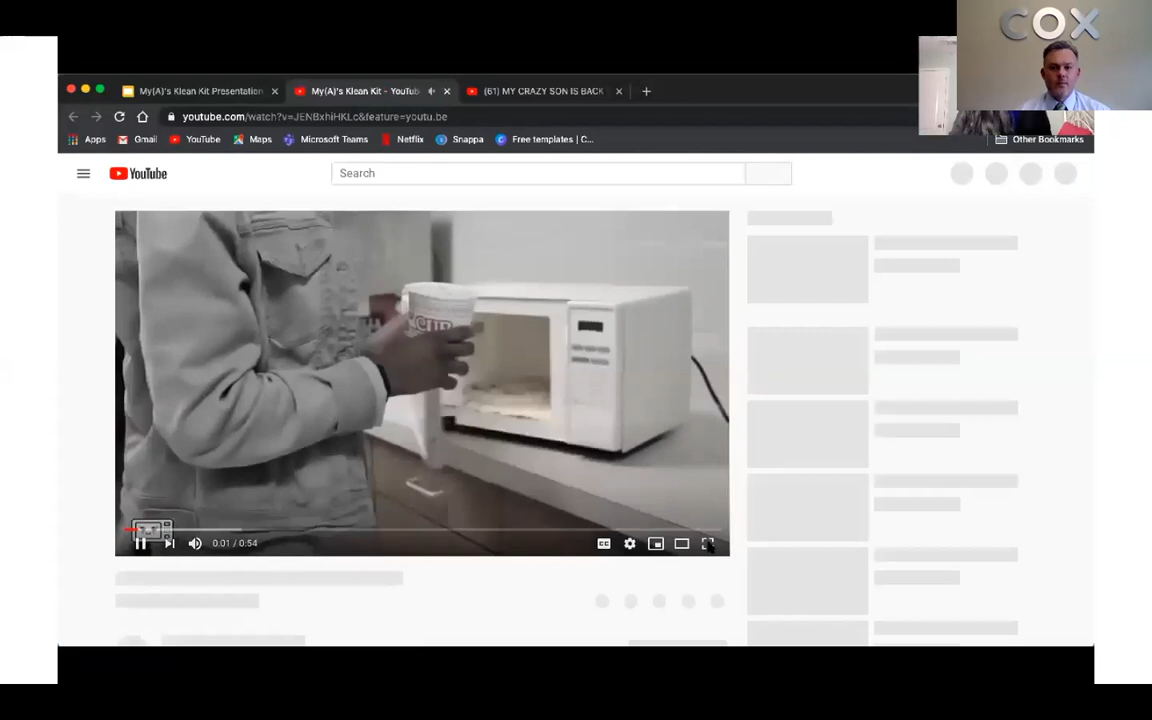 COX
My(A)'s Klean Kit Presentation
My(A)'s Klean Kit - YouTub
(61) MY CRAZY SON IS BACK
youtube.com/watch?v=JENBxhiHKLc&feature=youtu.be
Apps Gmail YouTube Maps Microsoft Teams Netflix Snappa Free templates | C... Other Bookmarks
YouTube
Search
CUP
0:01 / 0:54
CC